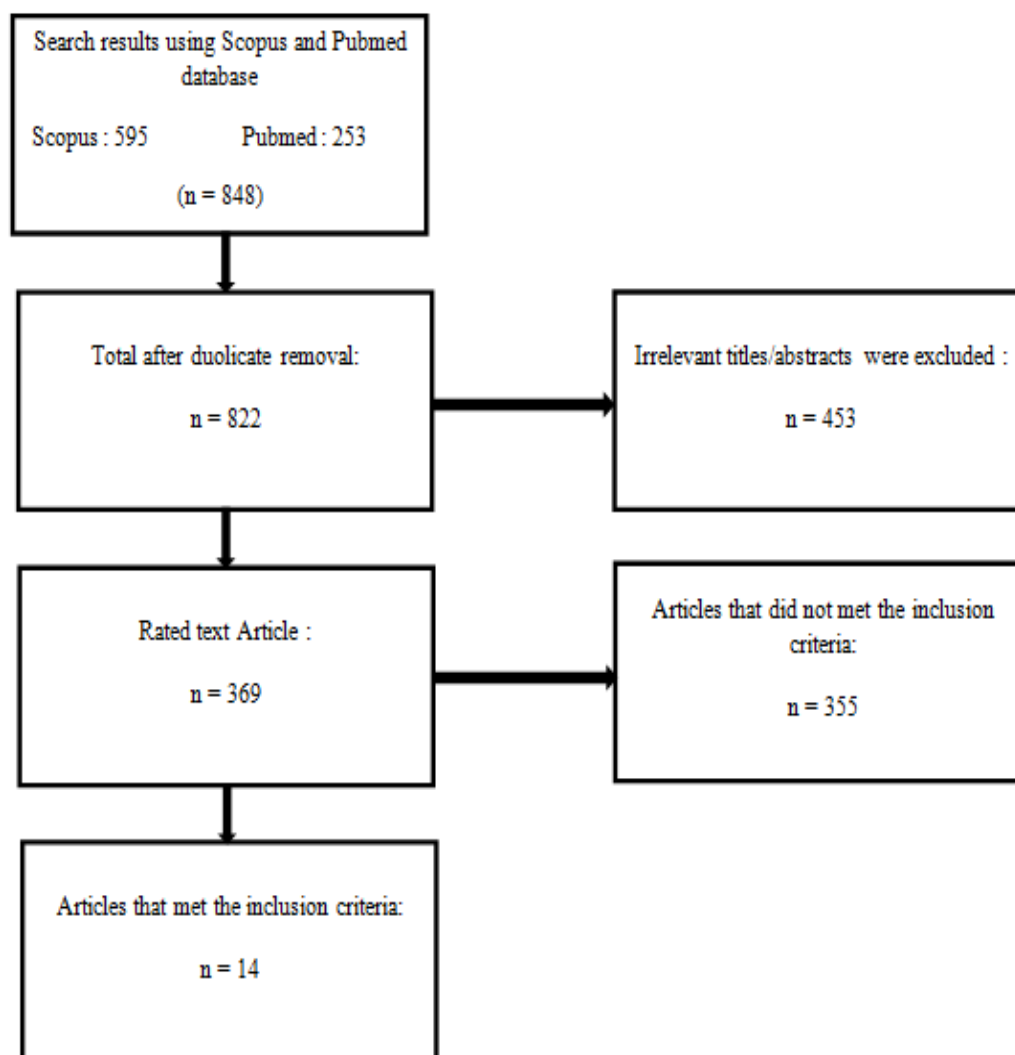 Search results using Scopus and Pubmed
database
Scopus : 595 Pubmed : 253
(n = 848)
Total after duolicate removal:
n = 822
Irrelevant titles/abstracts were excluded :
n = 453
Rated text Article :
n = 369
Articles that did not met the inclusion
criteria:
n = 355
Articles that met the inclusion criteria:
n = 14